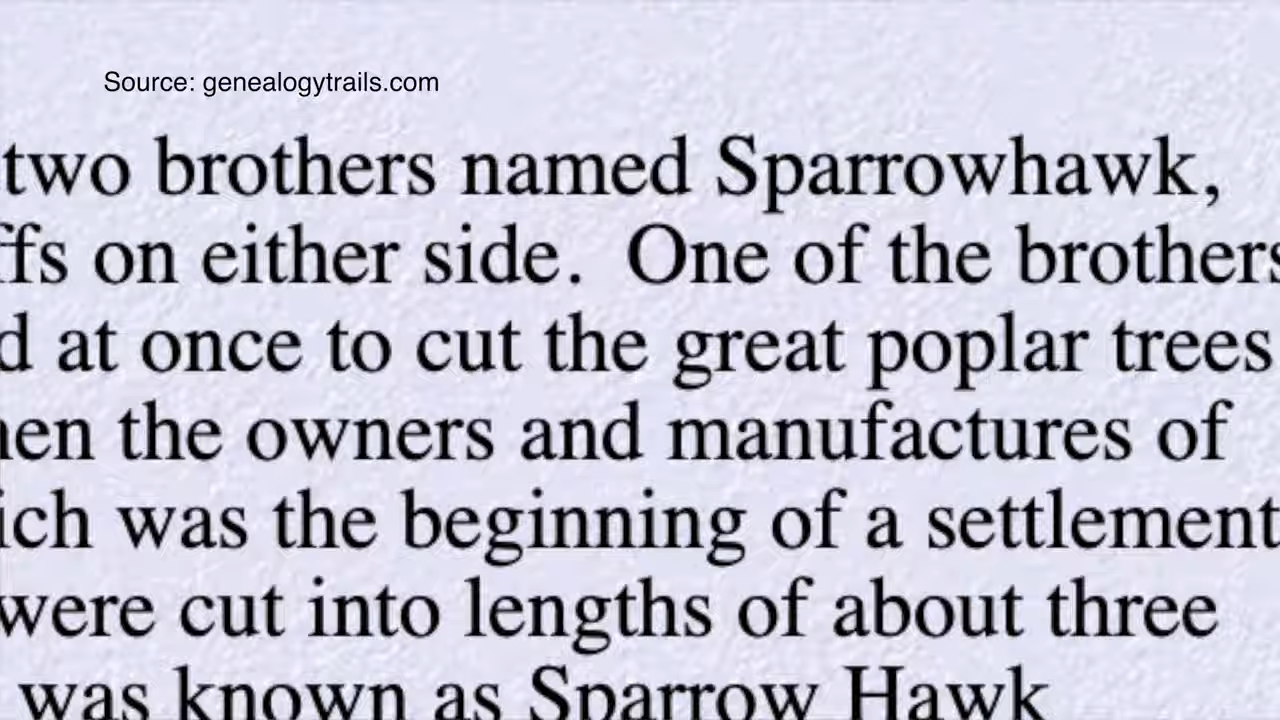 Source: genealogytrails.com
two brothers named Sparrowhawk,
ffs on either side. One of the brothers
d at once to cut the great poplar trees
en the owners and manufactures of
ich was the beginning of a settlement
were cut into lengths of about three
was known as Sparrow Hawk